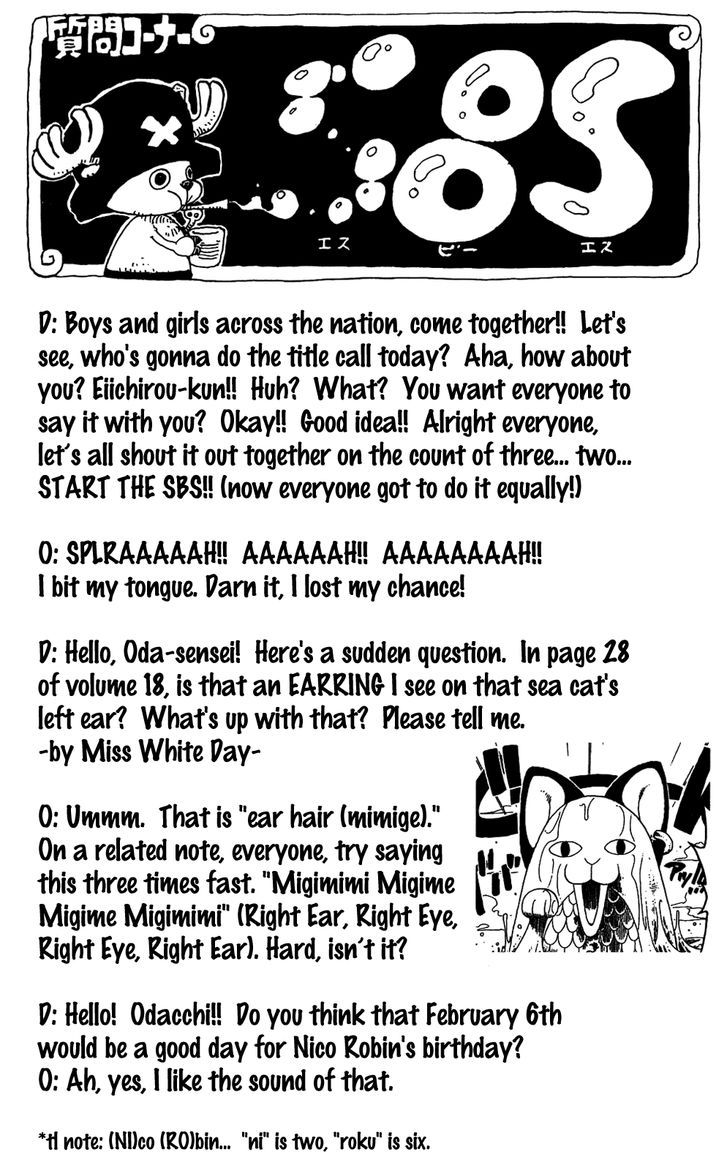 質問コーナー
SBS
エス ビー エス
D: Boys and girls across the nation, come together!! Let's
see, who's gonna do the title call today? Aha, how about
you? Eiichirou-kun!! Huh? What? You want everyone to
say it with you? Okay!! Good idea!! Alright everyone,
let's all shout it out together on the count of three... two...
START THE SBS!! (now everyone got to do it equally!)
O: SPLRAAAAAH!! AAAAAAH!! AAAAAAAAH!!
I bit my tongue. Darn it, I lost my chance!
D: Hello, Oda-sensei! Here's a sudden question. In page 28
of volume 18, is that an EARRING I see on that sea cat's
left ear? What's up with that? Please tell me.
-by Miss White Day-
O: Ummm. That is "ear hair (mimige)."
On a related note, everyone, try saying
this three times fast. "Migimimi Migime
Migime Migimimi" (Right Ear, Right Eye,
Right Eye, Right Ear). Hard, isn't it?
D: Hello! Odacchi!! Do you think that February 6th
would be a good day for Nico Robin's birthday?
O: Ah, yes, I like the sound of that.
*tl note: (NI)co (RO)bin... "ni" is two, "roku" is six.